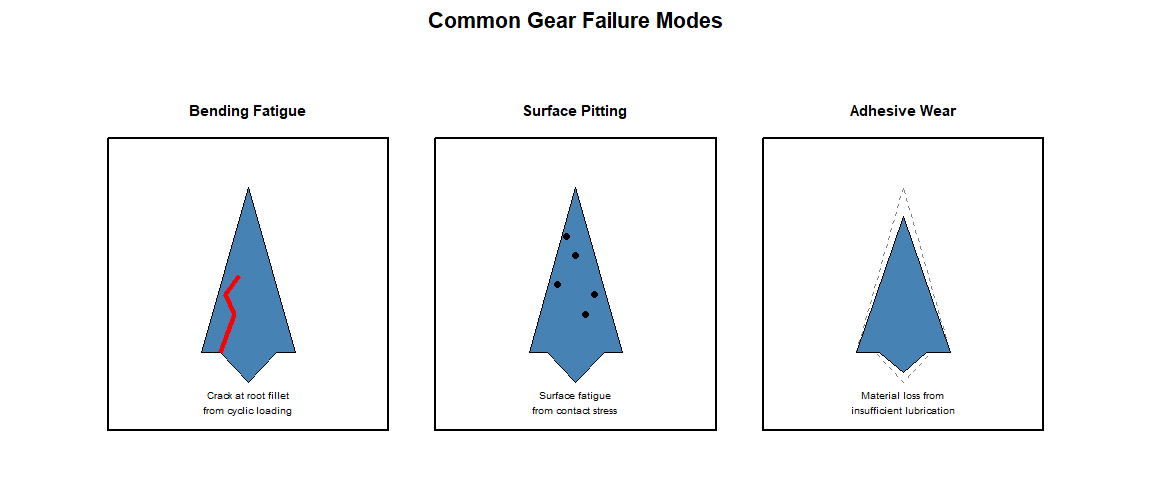 Common Gear Failure Modes
Bending Fatigue
Surface Pitting
Adhesive Wear
Crack at root fillet
from cyclic loading
Surface fatigue
from contact stress
Material loss from
insufficient lubrication